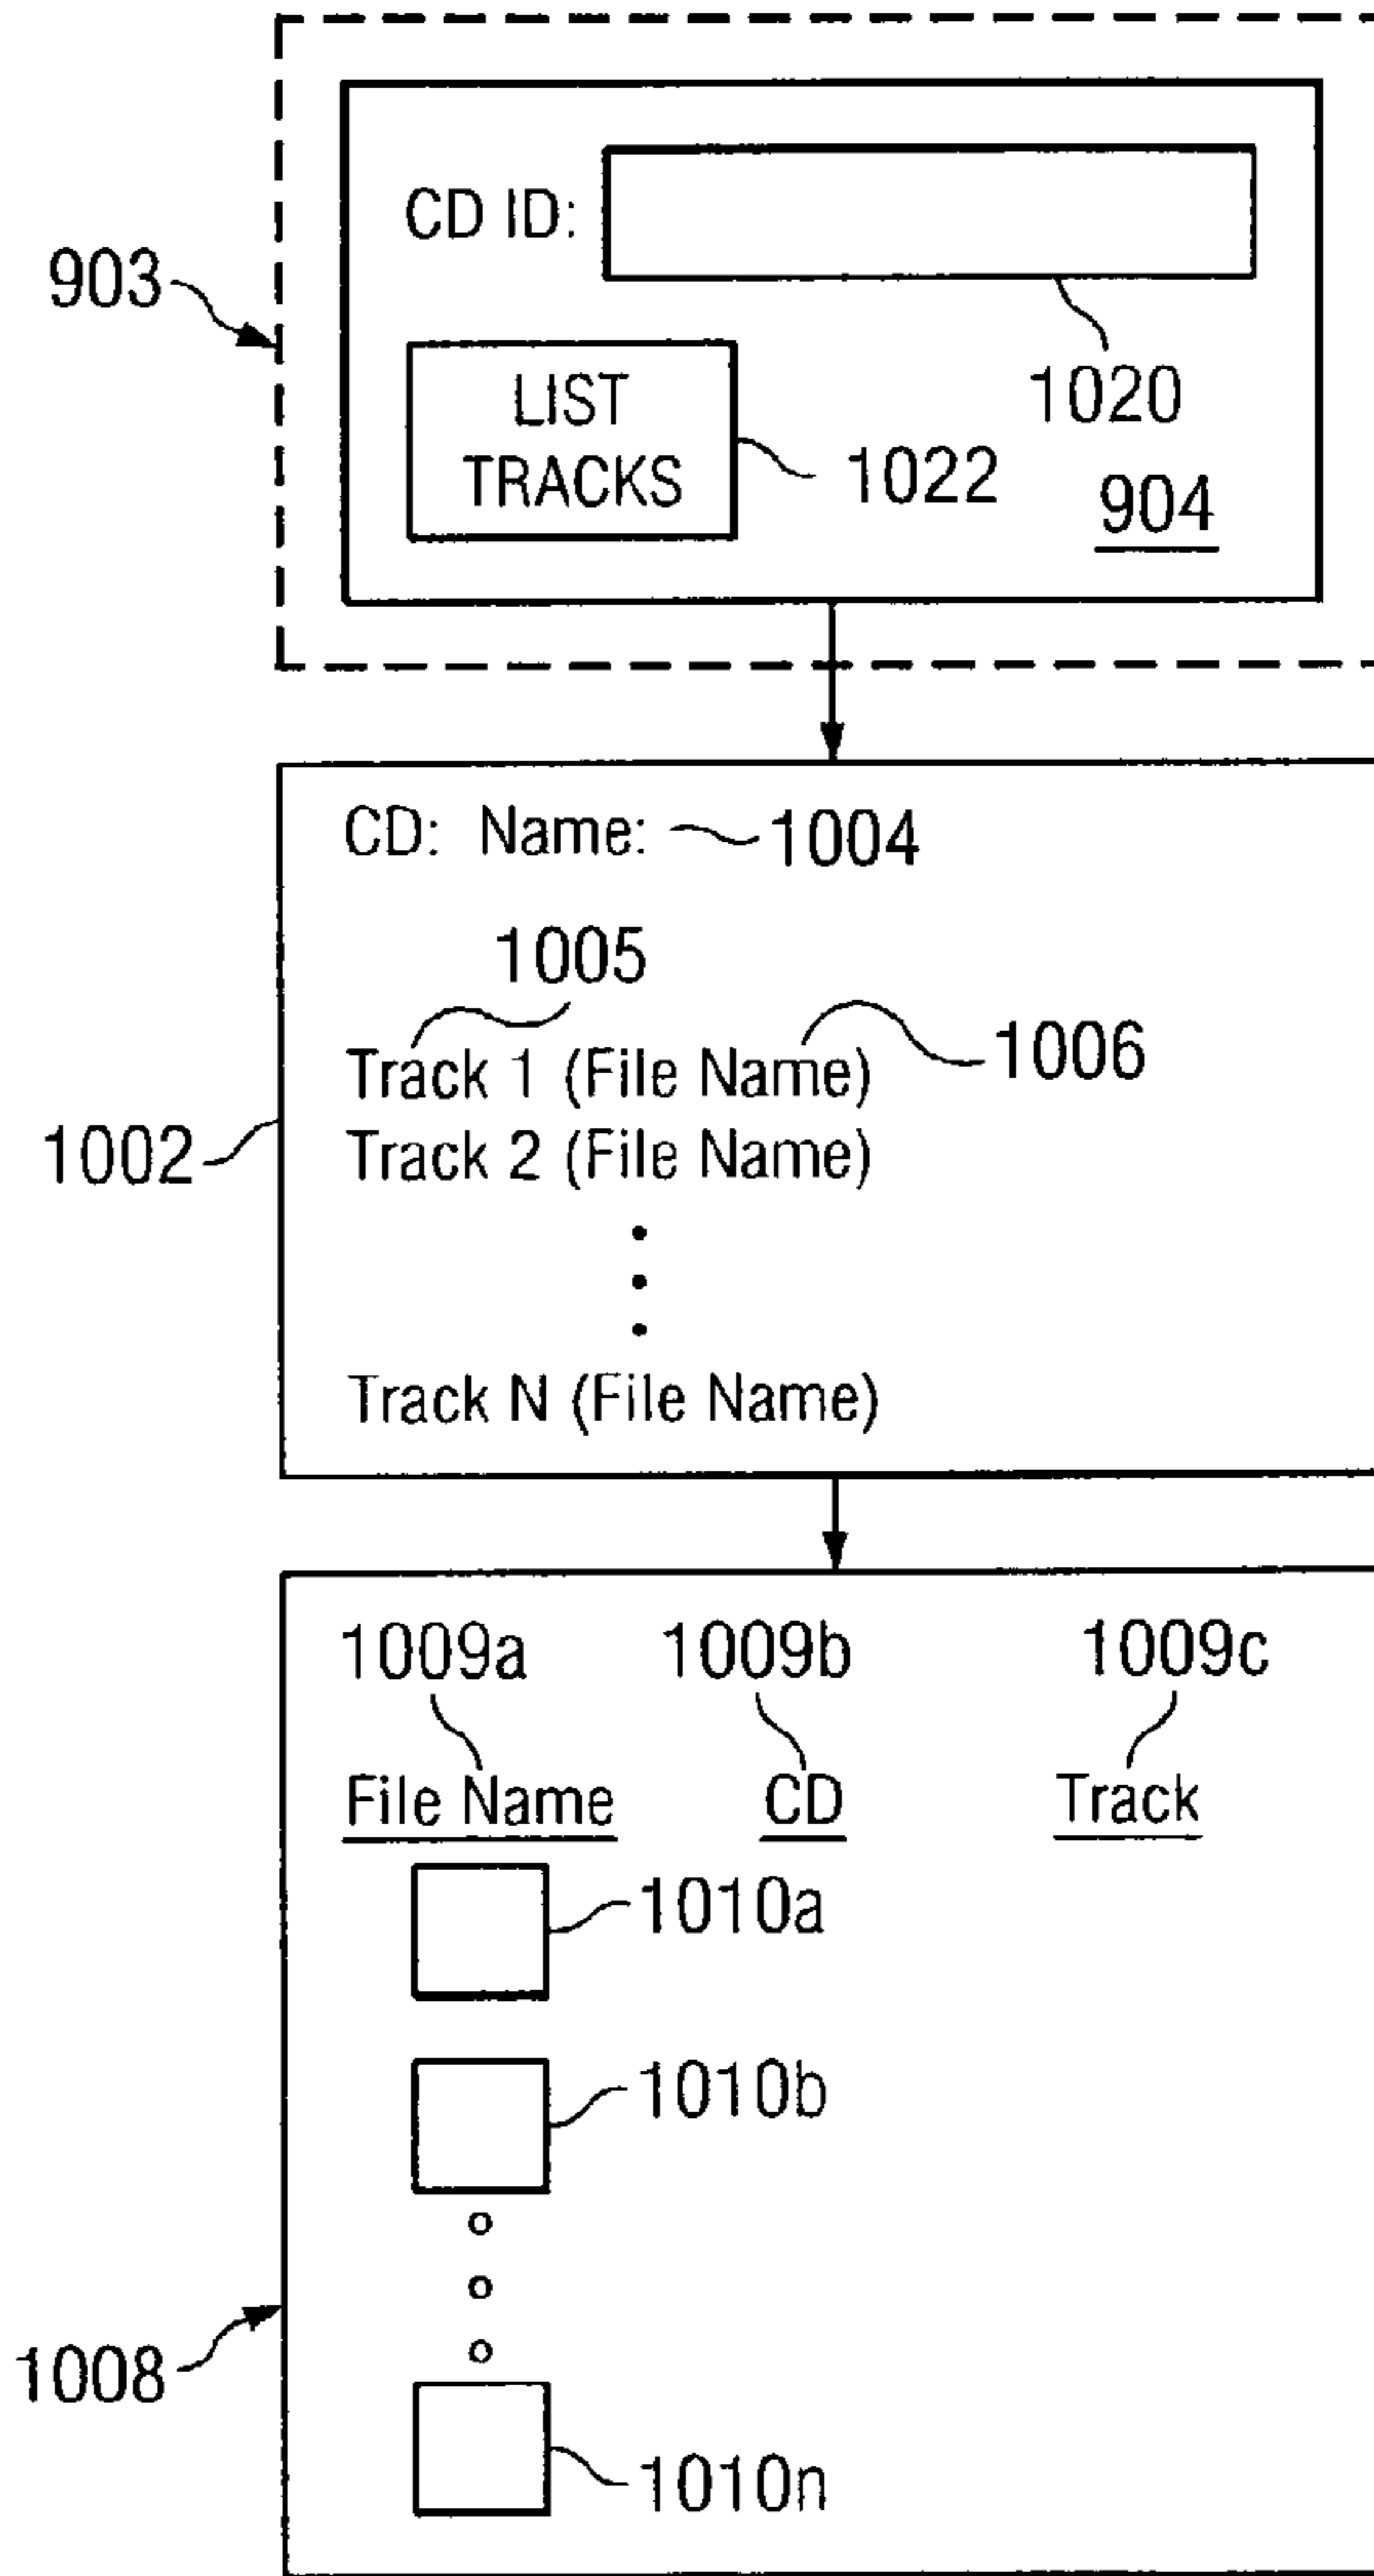 CD ID:
903
1020
LIST
TRACKS
1022
904
CD: Name: 1004
1005
1006
Track 1 (File Name)
1002
Track 2 (File Name)
Track N (File Name)
1009a 1009b 1009c
File Name CD Track
1010a
1010b
1008
1010n